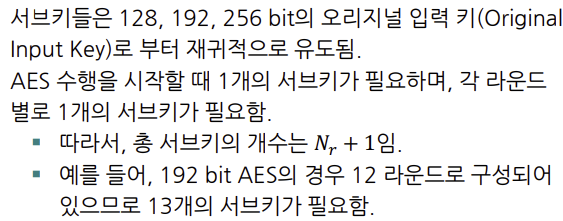 서브키들은 128, 192, 256 bit의 오리지널 입력 키(Original
Input Key)로 부터 재귀적으로 유도됨.
AES 수행을 시작할 때 1개의 서브키가 필요하며, 각 라운드
별로 1개의 서브키가 필요함.
▪ 따라서, 총 서브키의 개수는 Nᵣ + 1임.
▪ 예를 들어, 192 bit AES의 경우 12 라운드로 구성되어
있으므로 13개의 서브키가 필요함.